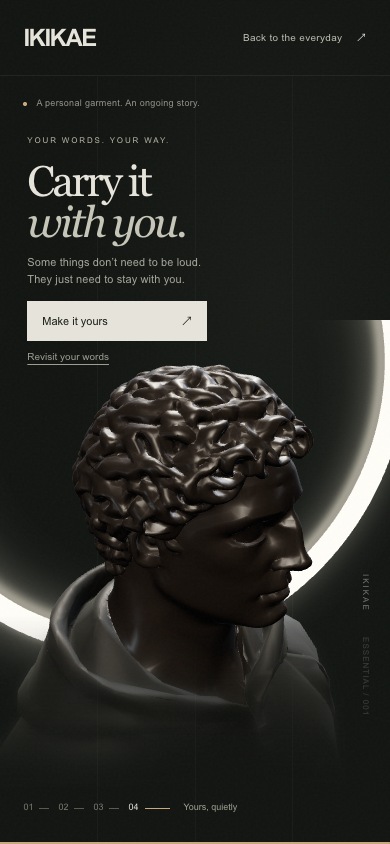 IKIKAE
Back to the everyday ↗
A personal garment. An ongoing story.
YOUR WORDS. YOUR WAY.
Carry it
with you.
Some things don’t need to be loud.
They just need to stay with you.
Make it yours ↗
Revisit your words
IKIKAE
ESSENTIAL / 001
01 — 02 — 03 — 04 — Yours, quietly